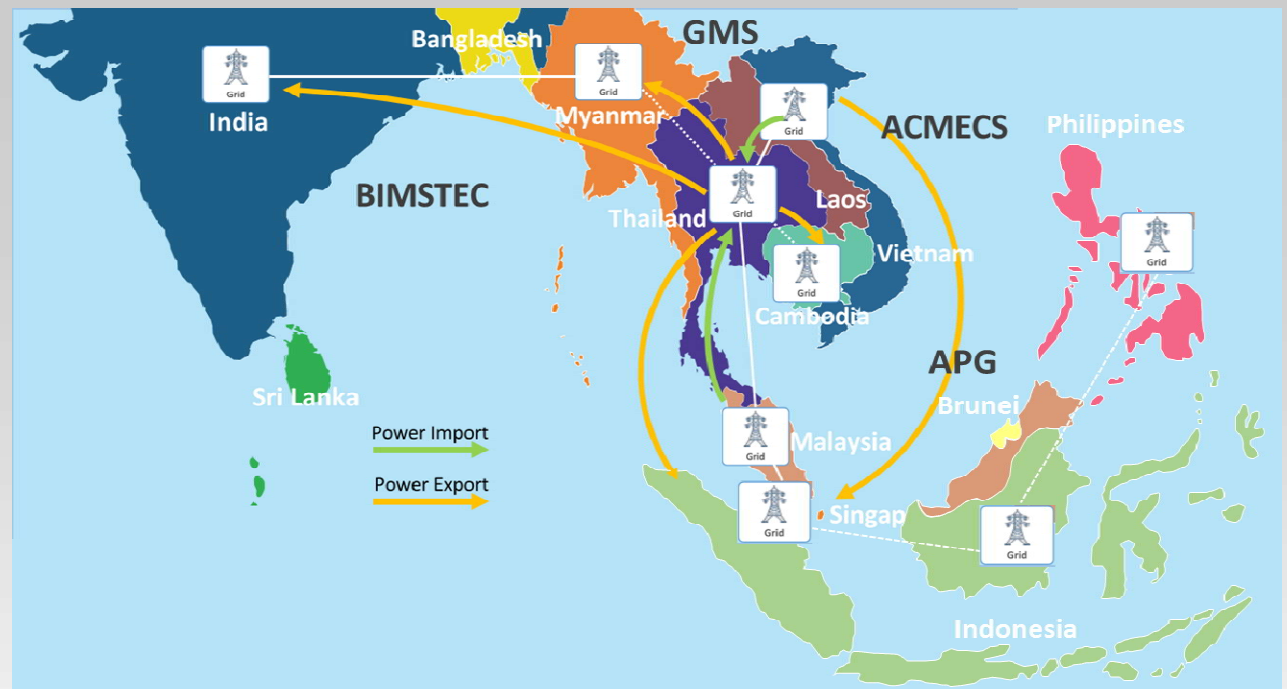 GMS
Bangladesh
Grid
India
Grid
Myanmar
Grid
ACMECS
Philippines
BIMSTEC
Thailand
Grid
Laos
Grid
Vietnam
Grid
Cambodia
APG
Sri Lanka
Brunei
Power Import
Malaysia
Grid
Power Export
Singap
Grid
Grid
Indonesia